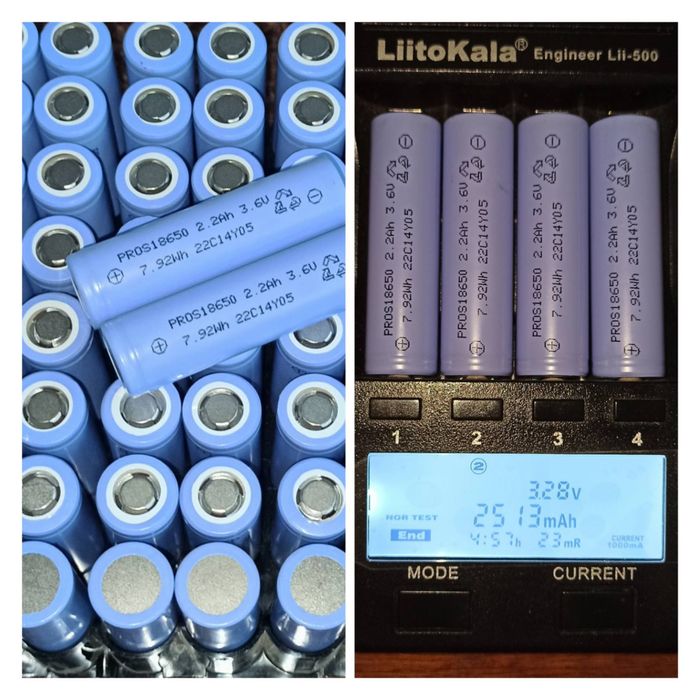 PROS18650 2.2Ah 3.6V
7.92Wh 22C14Y05
PROS18650 2.2Ah 3.6V
7.92Wh 22C14Y05
LiitoKala® Engineer Lii-500
PROS18650 2.2Ah 3.6V
7.92Wh 22C14Y05
PROS18650 2.2Ah 3.6V
7.92Wh 22C14Y05
PROS18650 2.2Ah 3.6V
7.92Wh 22C14Y05
PROS18650 2.2Ah 3.6V
7.92Wh 22C14Y05
1 2 3 4
2
3.28v
NOR TEST 2513mAh
End 4:57h 23mR CURRENT 1000mA
MODE CURRENT